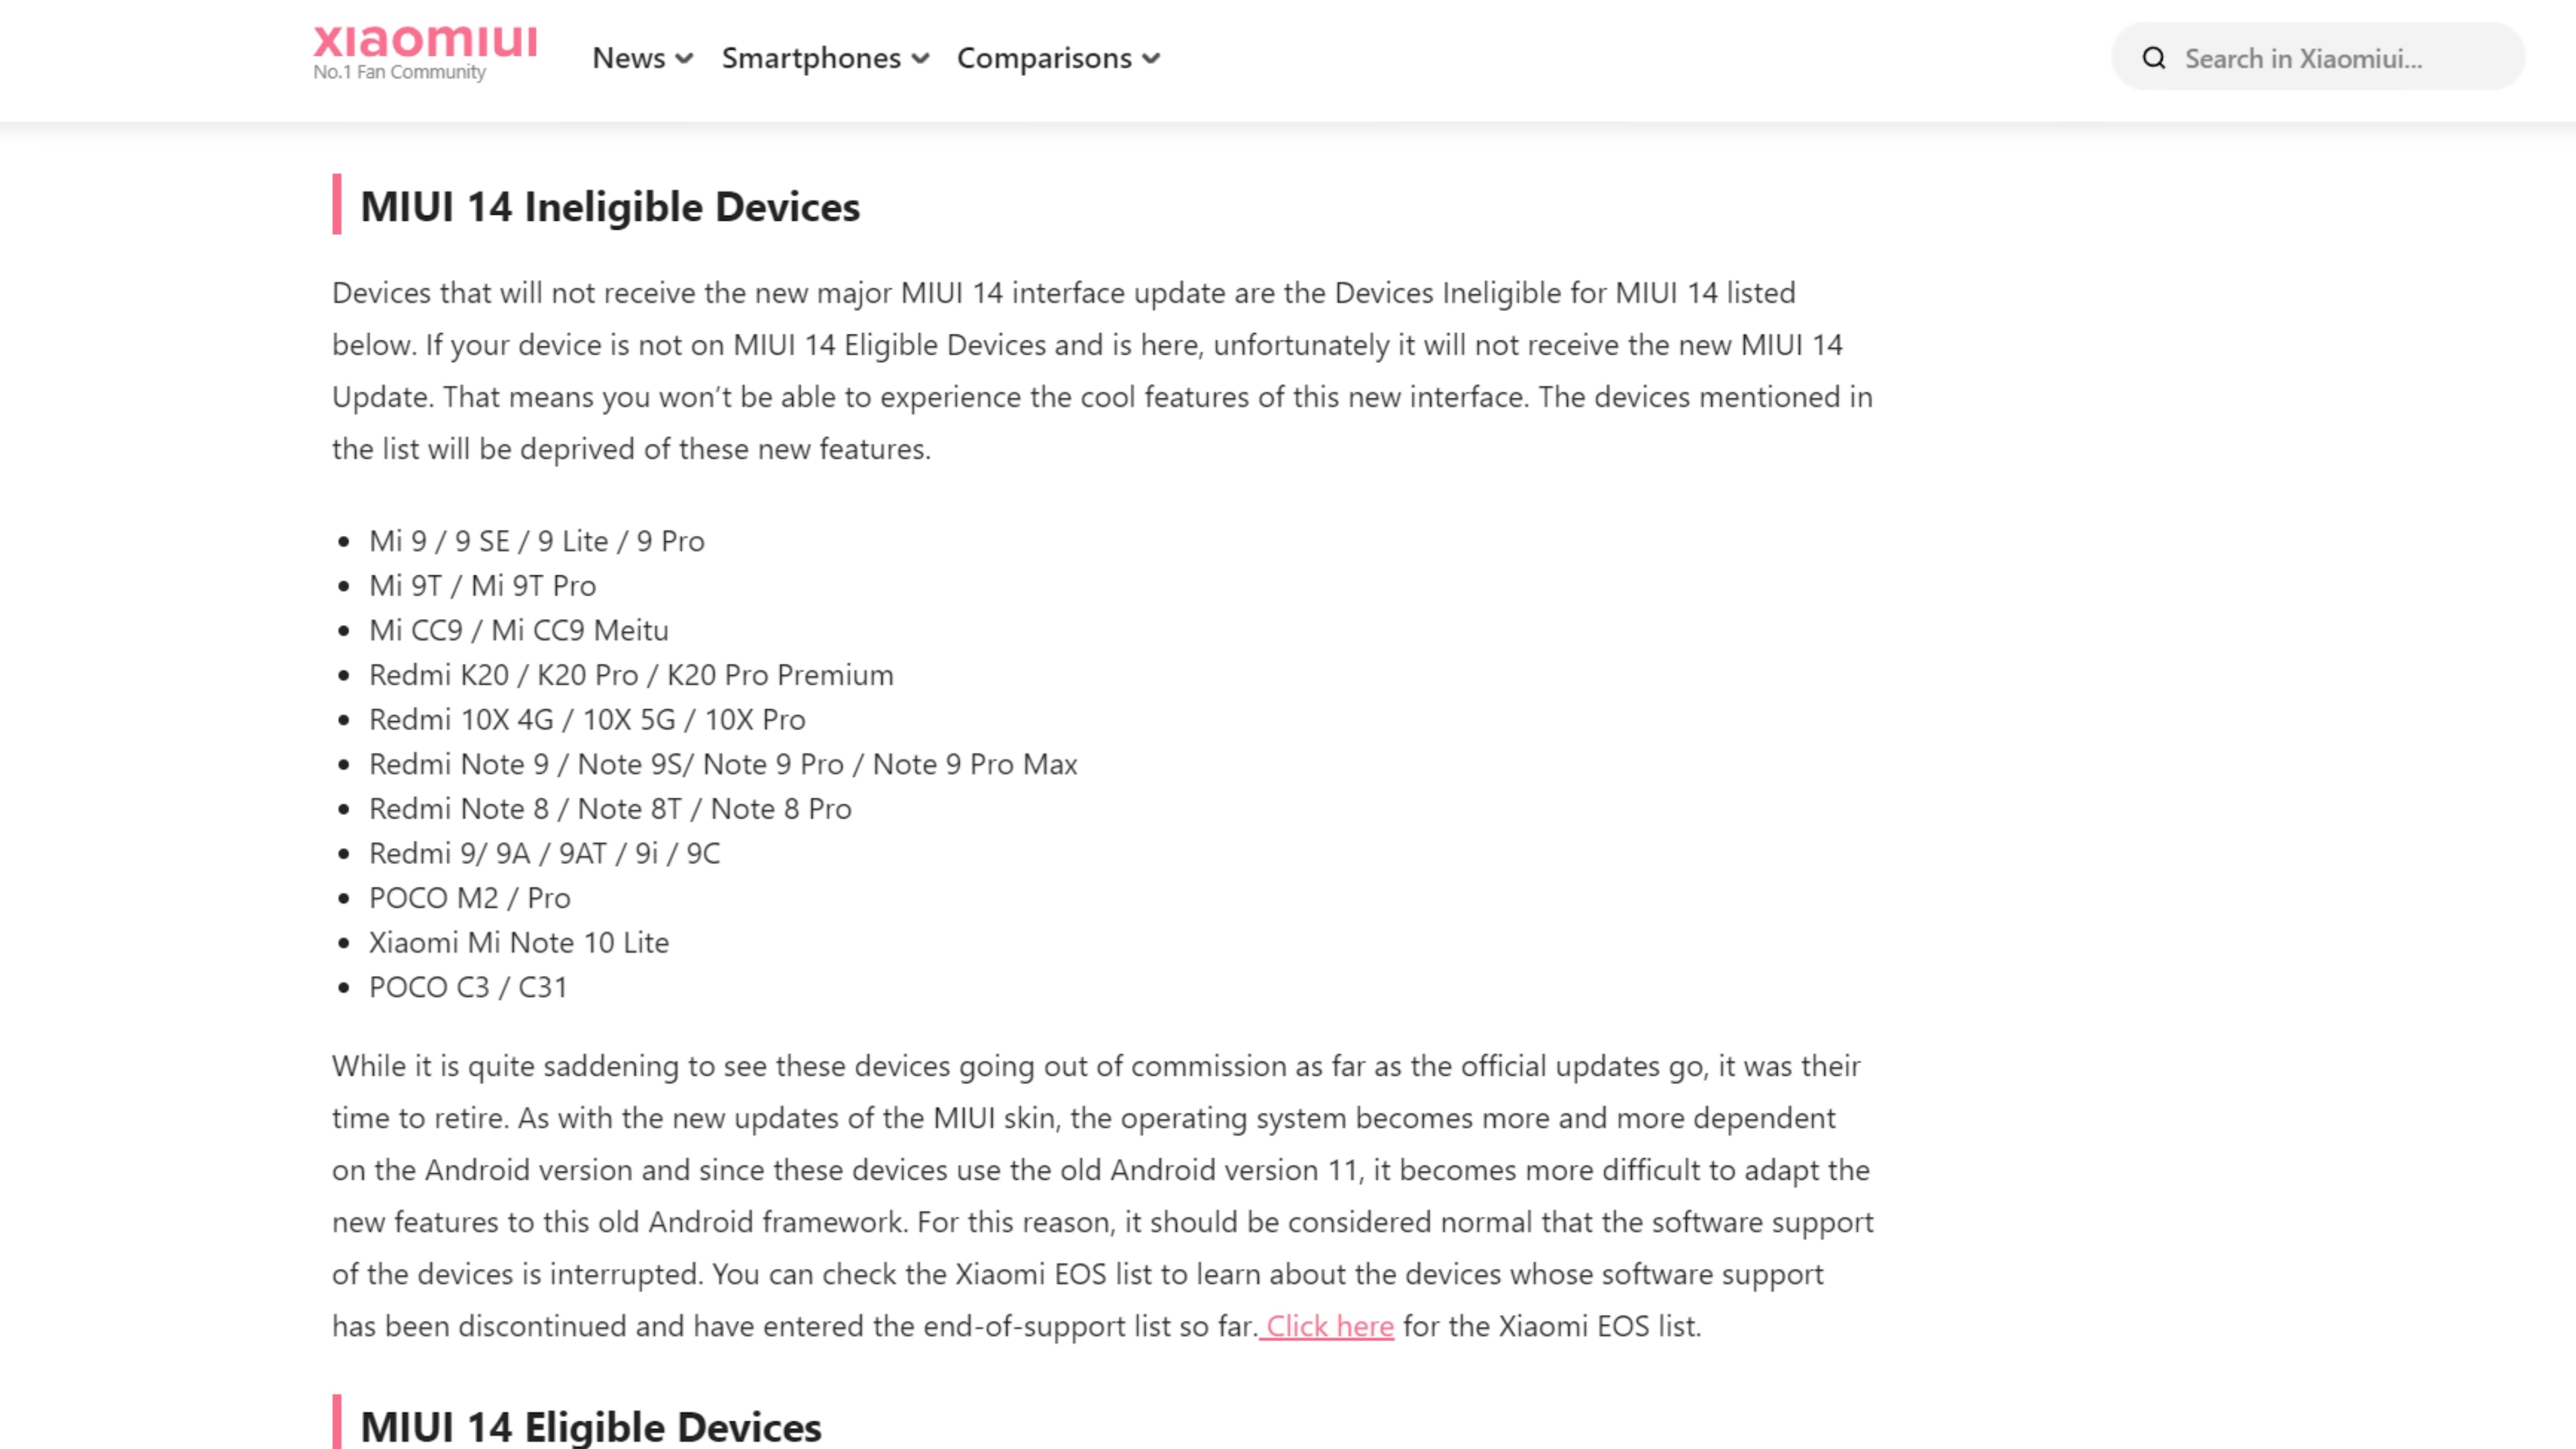 xiaomiui
No.1 Fan Community
News
Smartphones
Comparisons
Search in Xiaomiui...
MIUI 14 Ineligible Devices
Devices that will not receive the new major MIUI 14 interface update are the Devices Ineligible for MIUI 14 listed
below. If your device is not on MIUI 14 Eligible Devices and is here, unfortunately it will not receive the new MIUI 14
Update. That means you won’t be able to experience the cool features of this new interface. The devices mentioned in
the list will be deprived of these new features.
• Mi 9 / 9 SE / 9 Lite / 9 Pro
• Mi 9T / Mi 9T Pro
• Mi CC9 / Mi CC9 Meitu
• Redmi K20 / K20 Pro / K20 Pro Premium
• Redmi 10X 4G / 10X 5G / 10X Pro
• Redmi Note 9 / Note 9S/ Note 9 Pro / Note 9 Pro Max
• Redmi Note 8 / Note 8T / Note 8 Pro
• Redmi 9/ 9A / 9AT / 9i / 9C
• POCO M2 / Pro
• Xiaomi Mi Note 10 Lite
• POCO C3 / C31
While it is quite saddening to see these devices going out of commission as far as the official updates go, it was their
time to retire. As with the new updates of the MIUI skin, the operating system becomes more and more dependent
on the Android version and since these devices use the old Android version 11, it becomes more difficult to adapt the
new features to this old Android framework. For this reason, it should be considered normal that the software support
of the devices is interrupted. You can check the Xiaomi EOS list to learn about the devices whose software support
has been discontinued and have entered the end-of-support list so far. Click here for the Xiaomi EOS list.
MIUI 14 Eligible Devices